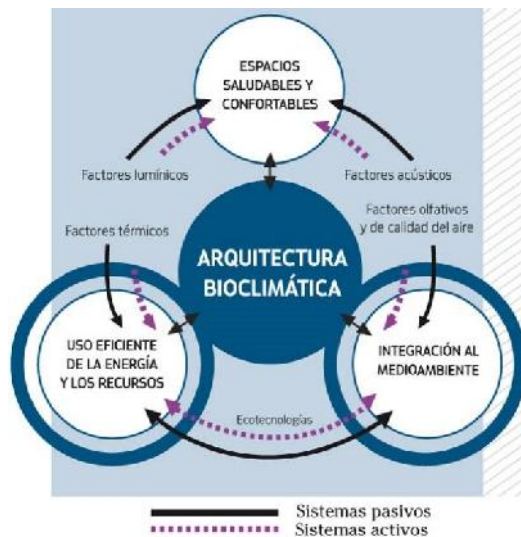 ESPACIOS
SALUDABLES Y
CONFORTABLES
Factores lumínicos
Factores acústicos
Factores térmicos
Factores olfativos
y de calidad del aire
ARQUITECTURA
BIOCLIMÁTICA
USO EFICIENTE
DE LA ENERGÍA
Y LOS RECURSOS
INTEGRACIÓN AL
MEDIOAMBIENTE
Ecotecnologías
Sistemas pasivos
Sistemas activos